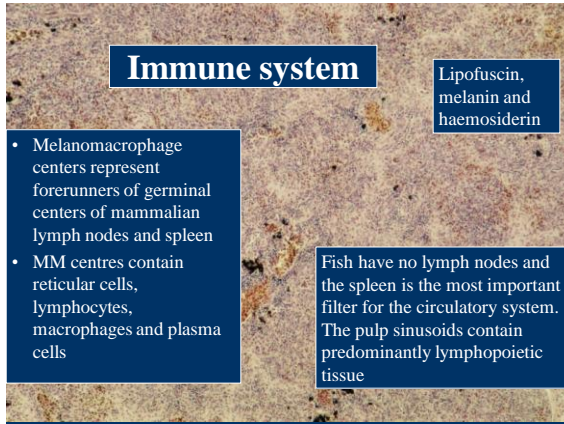 Immune system
Lipofuscin,
melanin and
haemosiderin
• Melanomacrophage
centers represent
forerunners of germinal
centers of mammalian
lymph nodes and spleen
• MM centres contain
reticular cells,
lymphocytes,
macrophages and plasma
cells
Fish have no lymph nodes and
the spleen is the most important
filter for the circulatory system.
The pulp sinusoids contain
predominantly lymphopoietic
tissue